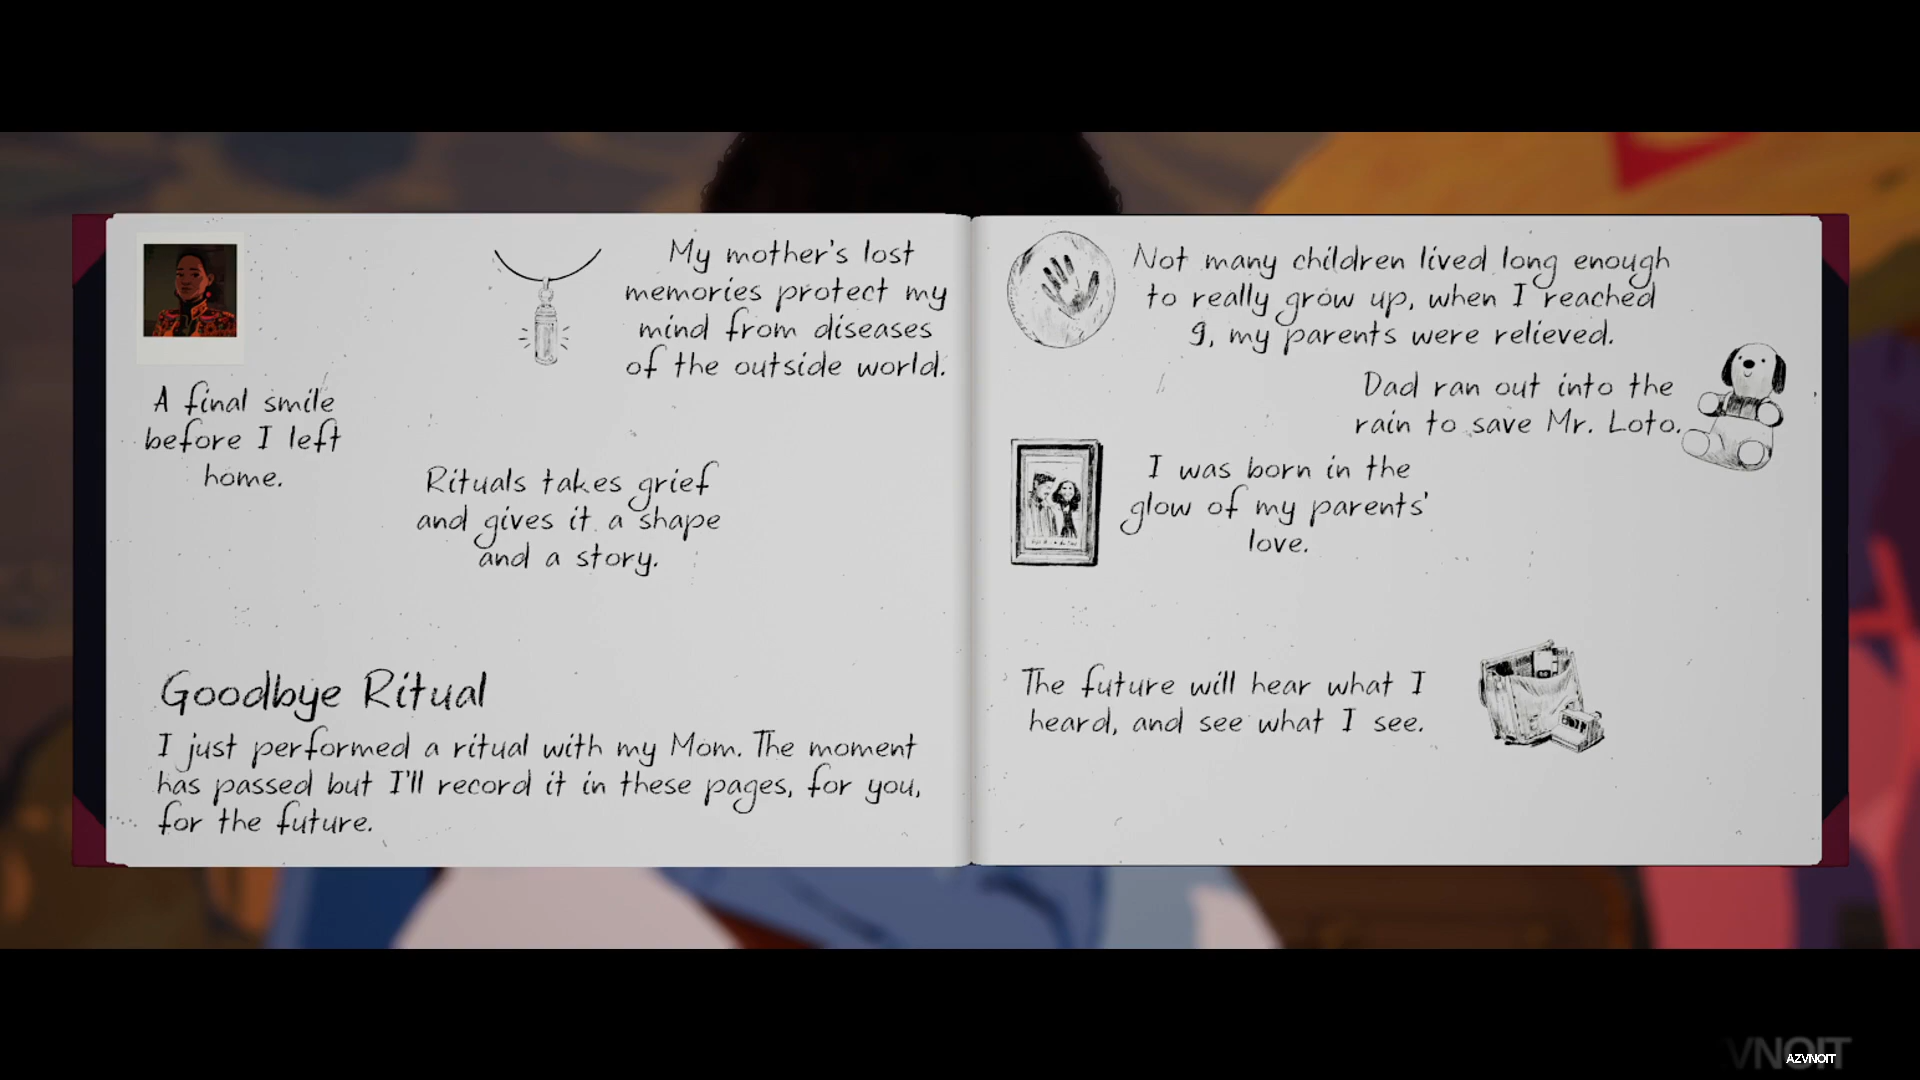 A final smile
before I left
home.
My mother's lost
memories protect my
mind from diseases
of the outside world.
Rituals takes grief
and gives it a shape
and a story.
Goodbye Ritual
I just performed a ritual with my Mom. The moment
has passed but I'll record it in these pages, for you,
for the future.
Not many children lived long enough
to really grow up, when I reached
9, my parents were relieved.
Dad ran out into the
rain to save Mr. Loto.
I was born in the
glow of my parents'
love.
The future will hear what I
heard, and see what I see.
VNOIT
AZVNOIT